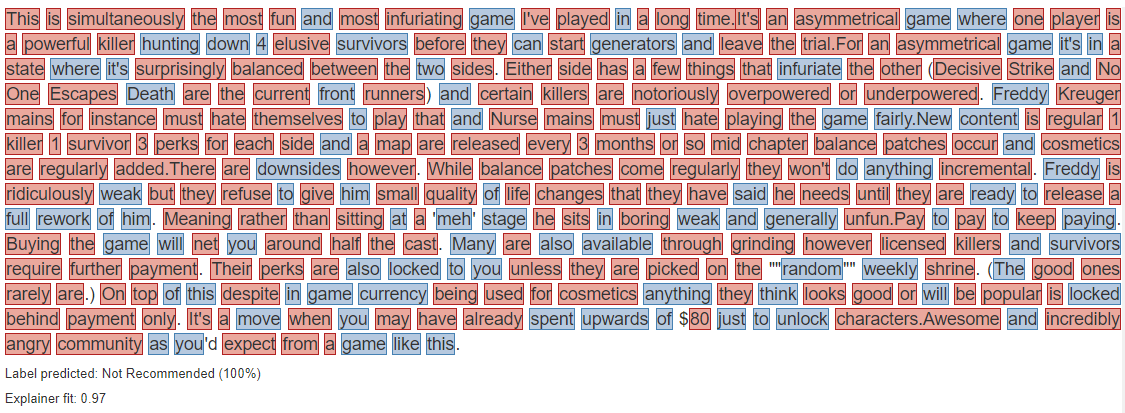 This is simultaneously the most fun and most infuriating game I've played in a long time.It's an asymmetrical game where one player is
a powerful killer hunting down 4 elusive survivors before they can start generators and leave the trial.For an asymmetrical game it's in a
state where it's surprisingly balanced between the two sides. Either side has a few things that infuriate the other (Decisive Strike and No
One Escapes Death are the current front runners) and certain killers are notoriously overpowered or underpowered. Freddy Kreuger
mains for instance must hate themselves to play that and Nurse mains must just hate playing the game fairly.New content is regular 1
killer 1 survivor 3 perks for each side and a map are released every 3 months or so mid chapter balance patches occur and cosmetics
are regularly added.There are downsides however. While balance patches come regularly they won't do anything incremental. Freddy is
ridiculously weak but they refuse to give him small quality of life changes that they have said he needs until they are ready to release a
full rework of him. Meaning rather than sitting at a 'meh' stage he sits in boring weak and generally unfun.Pay to pay to keep paying.
Buying the game will net you around half the cast. Many are also available through grinding however licensed killers and survivors
require further payment. Their perks are also locked to you unless they are picked on the ""random"" weekly shrine. (The good ones
rarely are.) On top of this despite in game currency being used for cosmetics anything they think looks good or will be popular is locked
behind payment only. It's a move when you may have already spent upwards of $80 just to unlock characters.Awesome and incredibly
angry community as you'd expect from a game like this.
Label predicted: Not Recommended (100%)
Explainer fit: 0.97